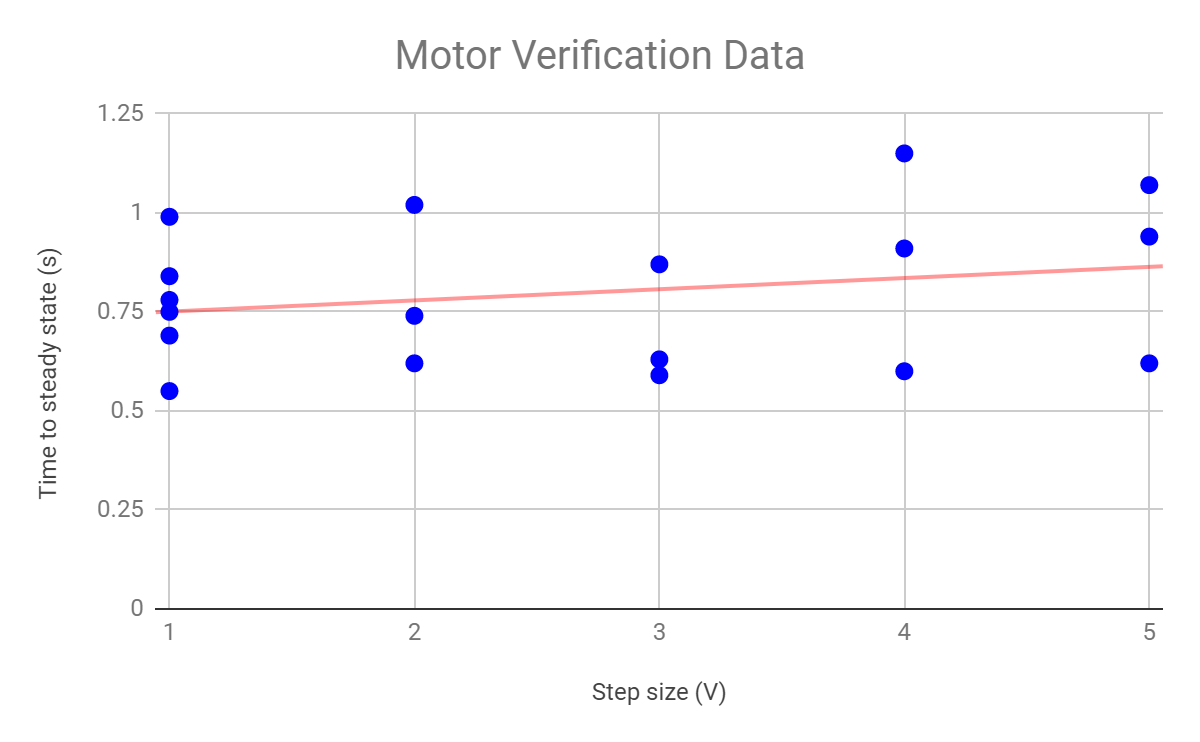 Motor Verification Data
1.25
1
0.75
0.5
0.25
0
Time to steady state (s)
1 2 3 4 5
Step size (V)